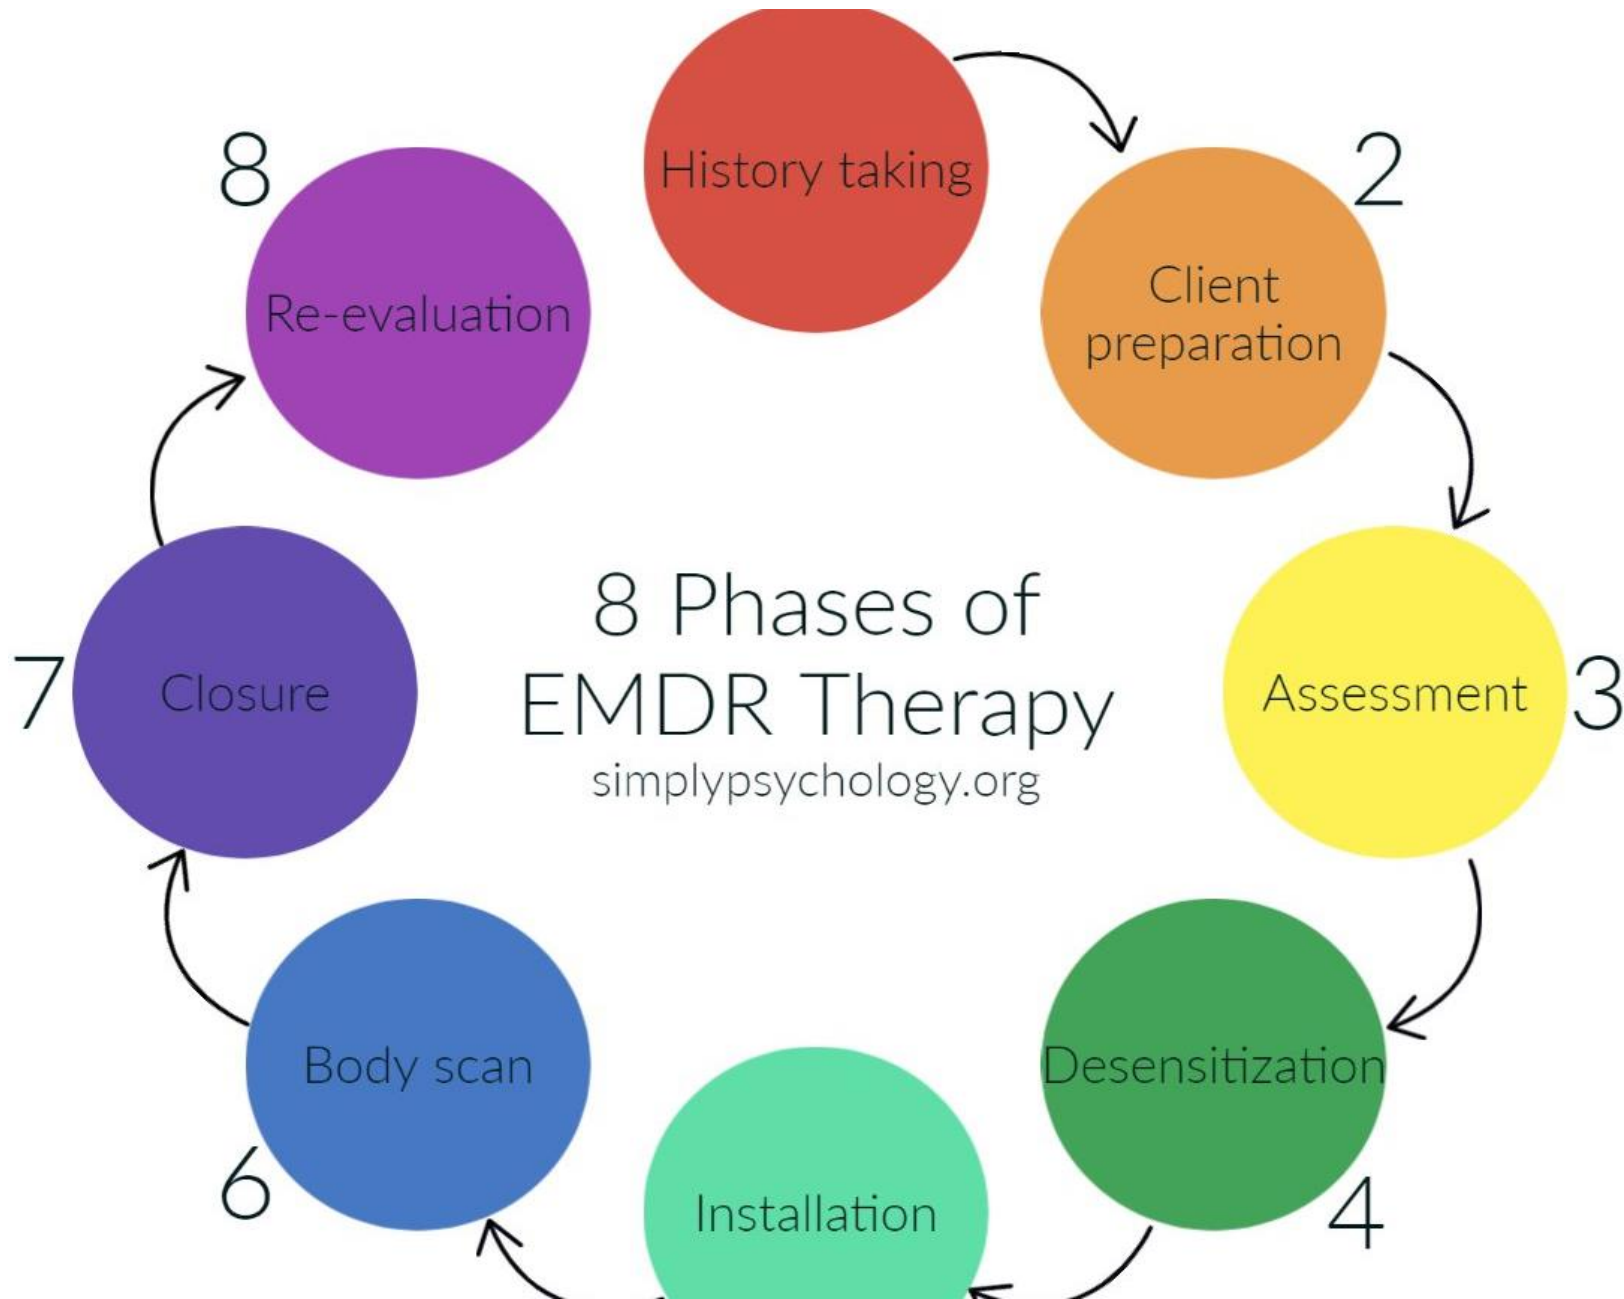 History taking
2
Client
preparation
3
Assessment
4
Desensitization
Installation
6
Body scan
7
Closure
8
Re-evaluation
8 Phases of
EMDR Therapy
simplypsychology.org